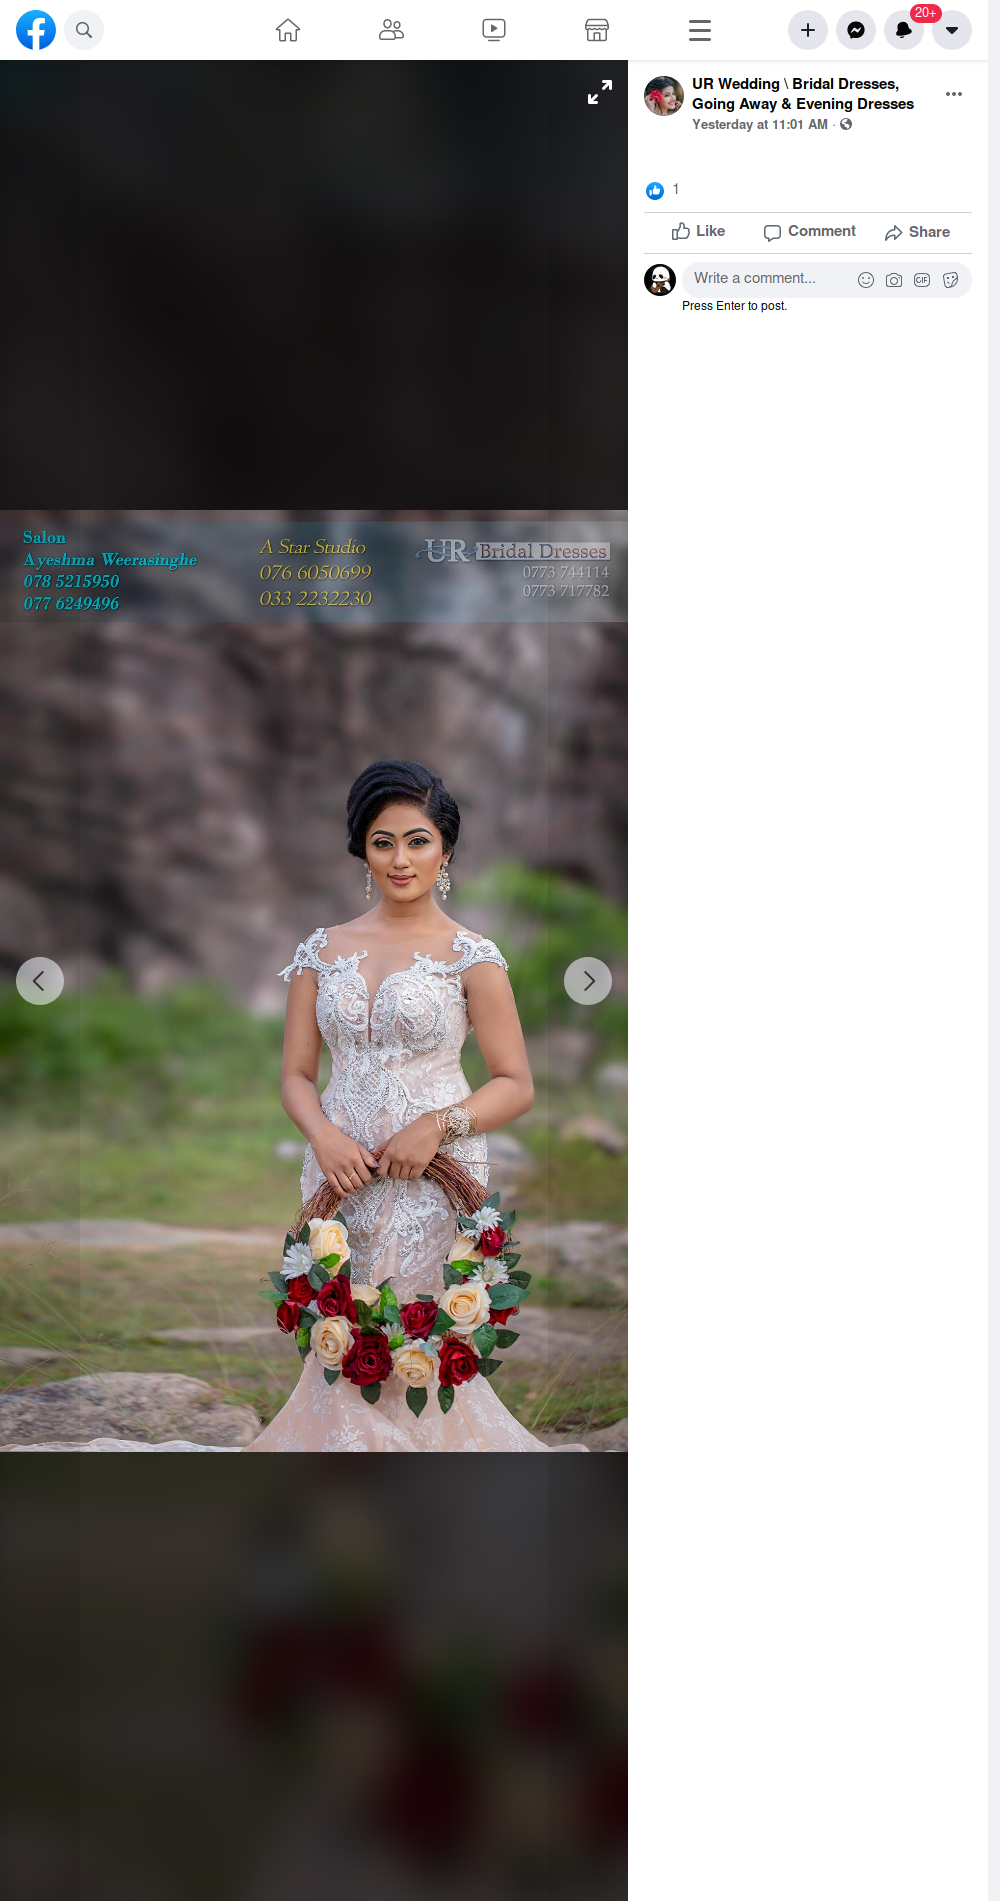 20+
UR Wedding \ Bridal Dresses,
Going Away & Evening Dresses
Yesterday at 11:01 AM ·
1
Like
Comment
Share
Write a comment...
GIF
Press Enter to post.
Salon
Ayeshma Weerasinghe
078 5215950
077 6249496
A Star Studio
076 6050699
033 2232230
UR Bridal Dresses
0773 744114
0773 717782